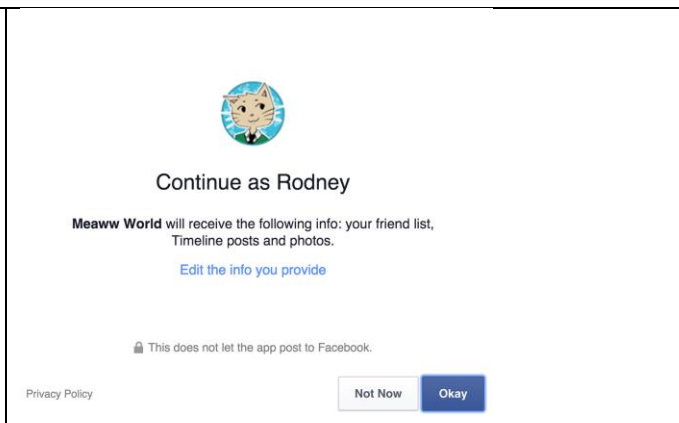 Continue as Rodney
Meaww World will receive the following info: your friend list,
Timeline posts and photos.
Edit the info you provide
This does not let the app post to Facebook.
Privacy Policy
Not Now
Okay